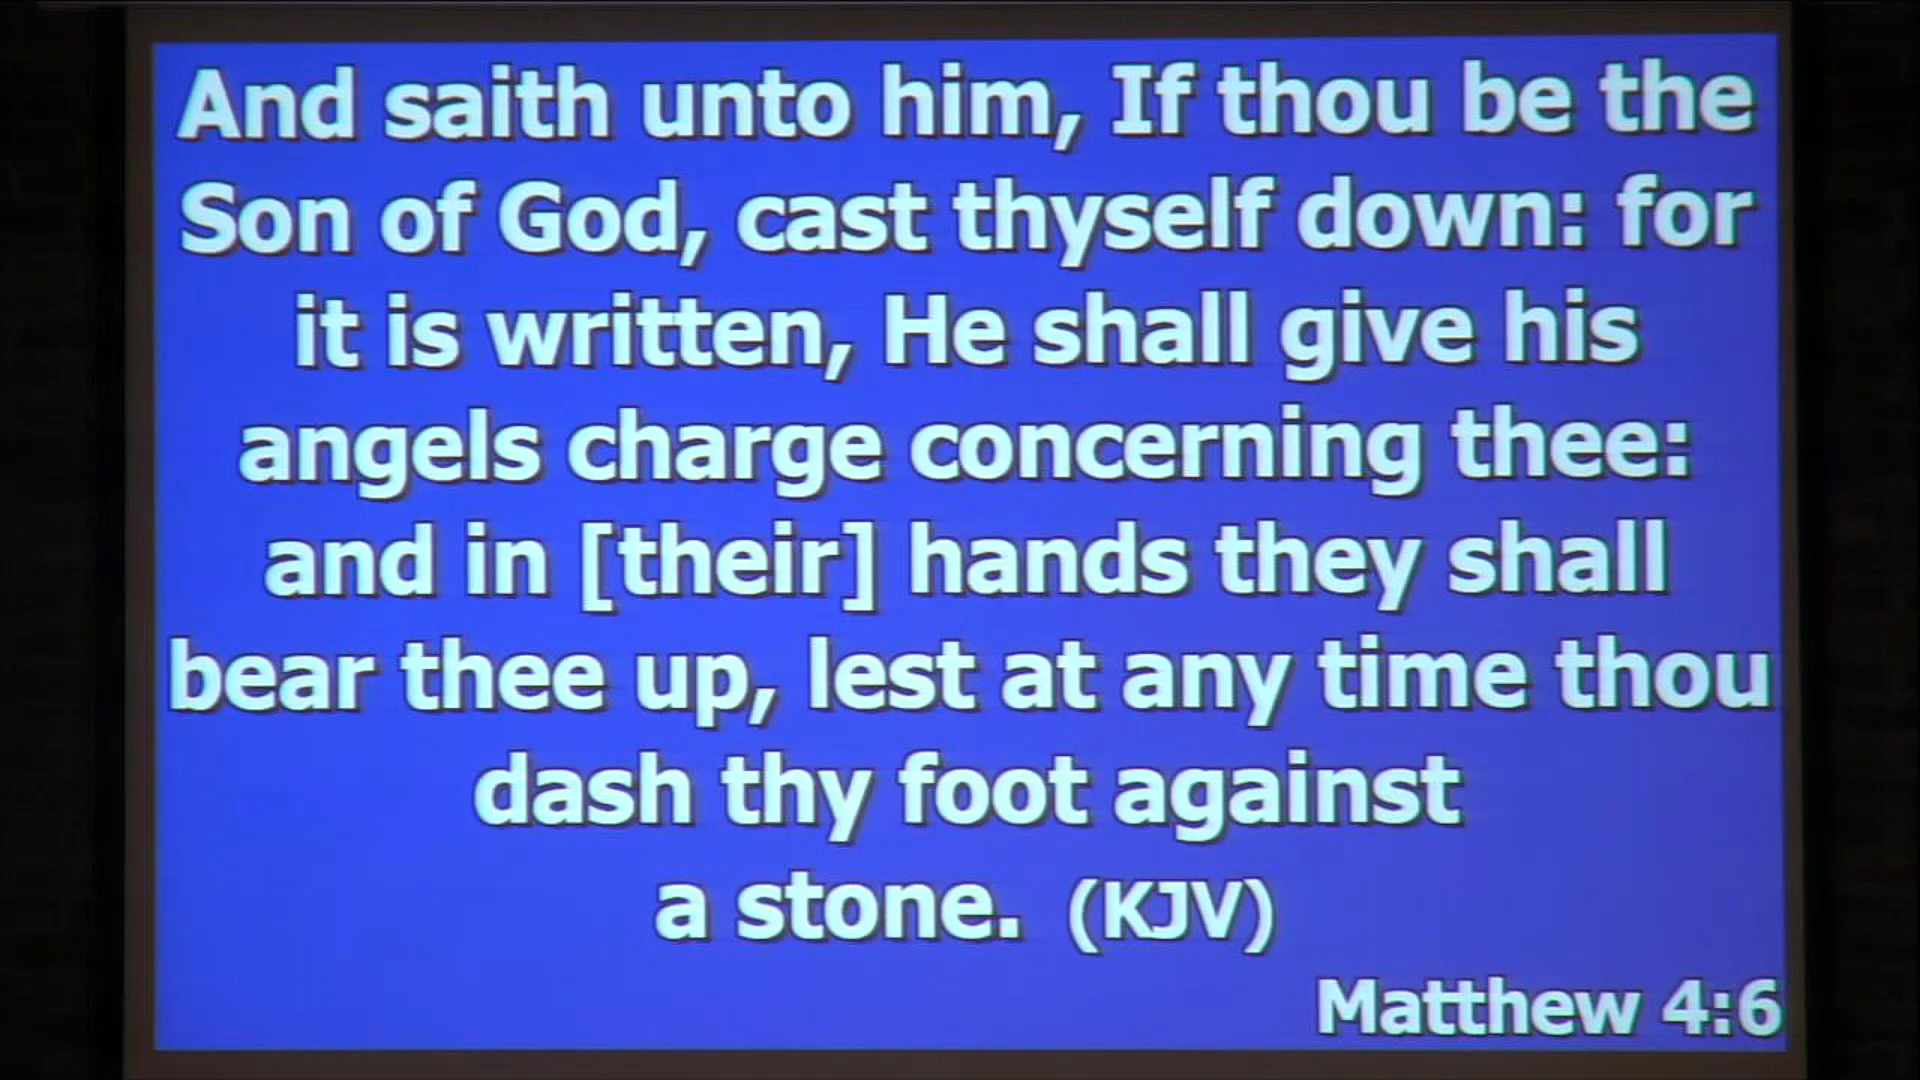 And saith unto him, If thou be the
Son of God, cast thyself down: for
it is written, He shall give his
angels charge concerning thee:
and in [their] hands they shall
bear thee up, lest at any time thou
dash thy foot against
a stone. (KJV)
Matthew 4:6